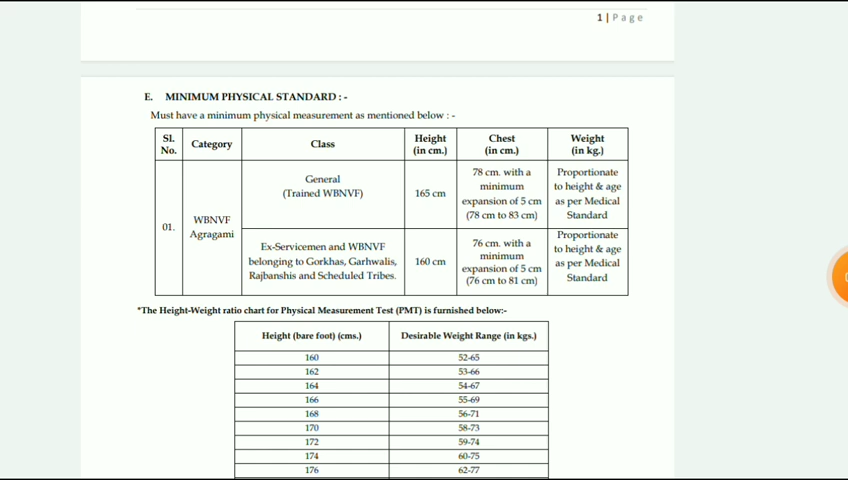 1 | Page
E. MINIMUM PHYSICAL STANDARD : -
Must have a minimum physical measurement as mentioned below : -
Sl. No. Category Class Height (in cm.) Chest (in cm.) Weight (in kg.)
01. WBNVF Agragami General (Trained WBNVF) 165 cm 78 cm. with a minimum expansion of 5 cm (78 cm to 83 cm) Proportionate to height & age as per Medical Standard
Ex-Servicemen and WBNVF belonging to Gorkhas, Garhwalis, Rajbanshis and Scheduled Tribes. 160 cm 76 cm. with a minimum expansion of 5 cm (76 cm to 81 cm) Proportionate to height & age as per Medical Standard
*The Height-Weight ratio chart for Physical Measurement Test (PMT) is furnished below:-
Height (bare foot) (cms.) Desirable Weight Range (in kgs.)
160 52-65
162 53-66
164 54-67
166 55-69
168 56-71
170 58-73
172 59-74
174 60-75
176 62-77